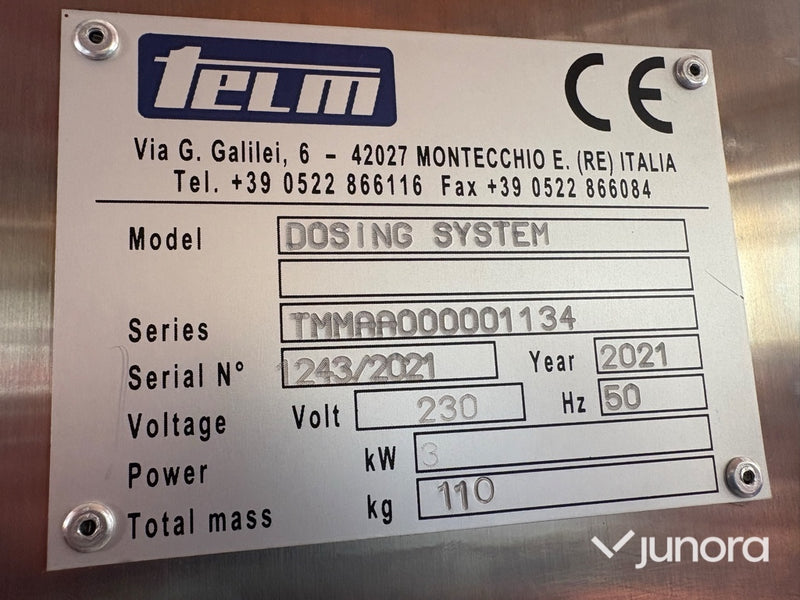 telm
CE
Via G. Galilei, 6 – 42027 MONTECCHIO E. (RE) ITALIA
Tel. +39 0522 866116 Fax +39 0522 866084
Model DOSiNG SYSTEM
Series TMMAA000001134
Serial N° 1243/2021 Year 2021
Voltage Volt 230 Hz 50
Power kW 3
Total mass kg 110
junora